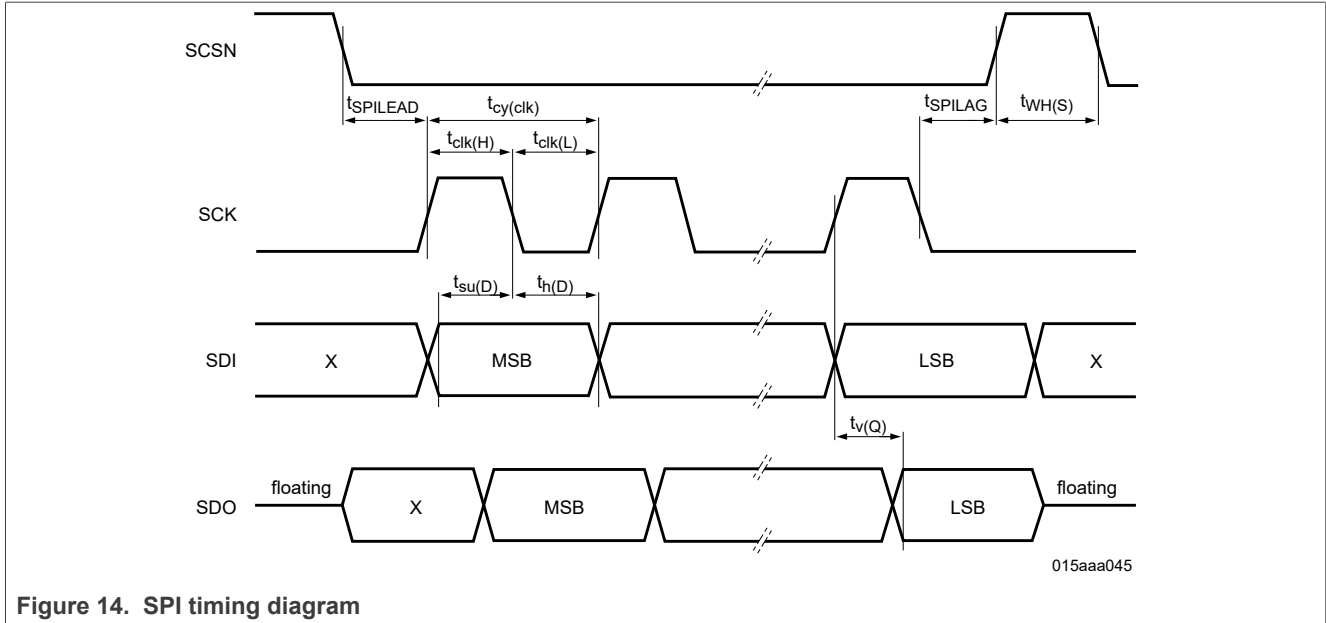 SCSN
tSPILEAD
tcy(clk)
tSPILAG
tWH(S)
tclk(H)
tclk(L)
SCK
tsu(D)
th(D)
SDI
X
MSB
LSB
X
tv(Q)
SDO
floating
X
MSB
LSB
floating
015aaa045
Figure 14. SPI timing diagram